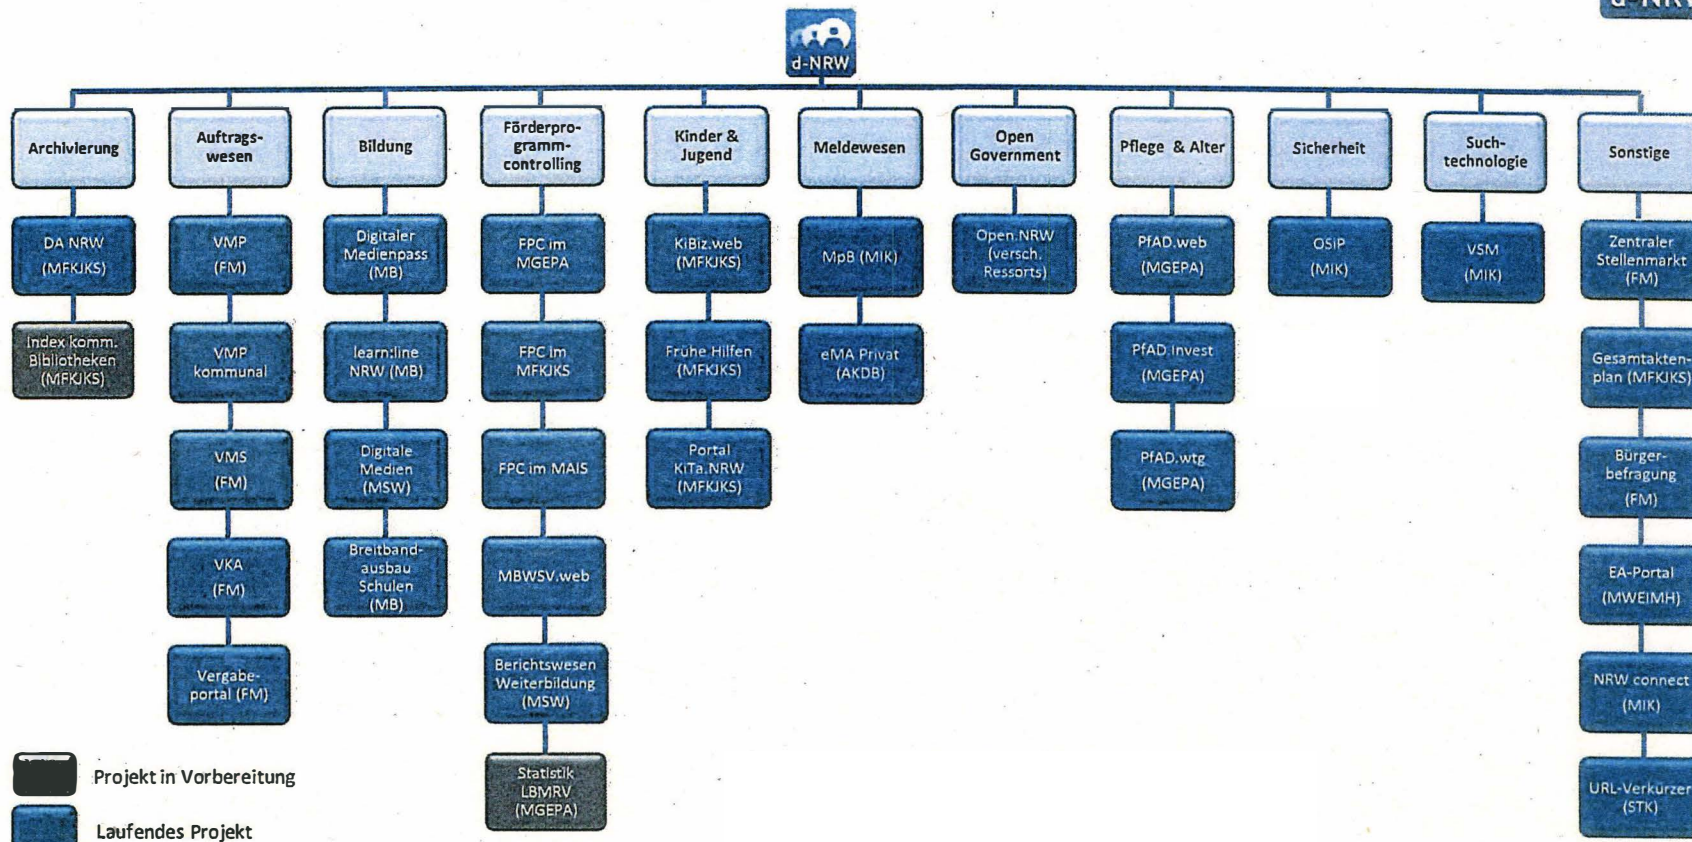 d-NRW
d-NRW
Archivierung
DA NRW
(MFKJKS)
Index komm.
Bibliotheken
(MFKJKS)
Auftrags-
wesen
VMP
(FM)
VMP
kommunal
VMS
(FM)
VKA
(FM)
Vergabe-
portal (FM)
Bildung
Digitaler
Medienpass
(MB)
learn:line
NRW (MB)
Digitale
Medien
(MSW)
Breitband-
ausbau
Schulen
(MB)
Förderpro-
gramm-
controlling
FPC im
MGEPA
FPC im
MFKJKS
FPC im MAIS
MBWSV.web
Berichtswesen
Weiterbildung
(MSW)
Statistik
LBMRV
(MGEPA)
Kinder &
Jugend
KiBiz.web
(MFKJKS)
Frühe Hilfen
(MFKJKS)
Portal
KiTa.NRW
(MFKJKS)
Meldewesen
MpB (MIK)
eMA Privat
(AKDB)
Open
Government
Open.NRW
(versch.
Ressorts)
Pflege & Alter
PfAD.web
(MGEPA)
PfAD.invest
(MGEPA)
PfAD.wtg
(MGEPA)
Sicherheit
OSiP
(MIK)
Such-
technologie
VSM
(MIK)
Sonstige
Zentraler
Stellenmarkt
(FM)
Gesamtakten-
plan (MFKJKS)
Bürger-
befragung
(FM)
EA-Portal
(MWEIMH)
NRW connect
(MIK)
URL-Verkürzer
(STK)
Projekt in Vorbereitung
Laufendes Projekt